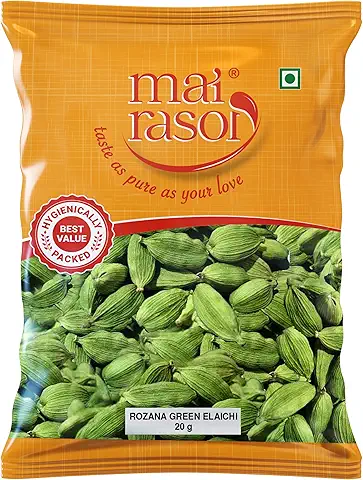 mai®
rasoi
taste as pure as your love
HYGIENICALLY
BEST
VALUE
PACKED
ROZANA GREEN ELAICHI
20 g